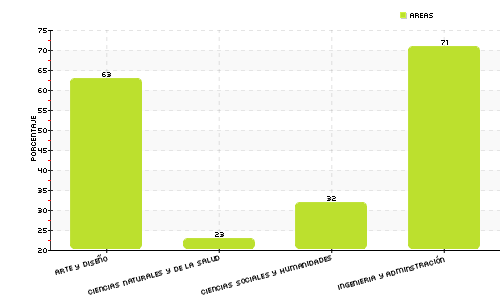 AREAS
75
70
65
60
55
50
45
40
35
30
25
20
PORCENTAJE
63
23
32
71
ARTE Y DISEÑO
CIENCIAS NATURALES Y DE LA SALUD
CIENCIAS SOCIALES Y HUMANIDADES
INGENIERIA Y ADMINSTRACIÓN